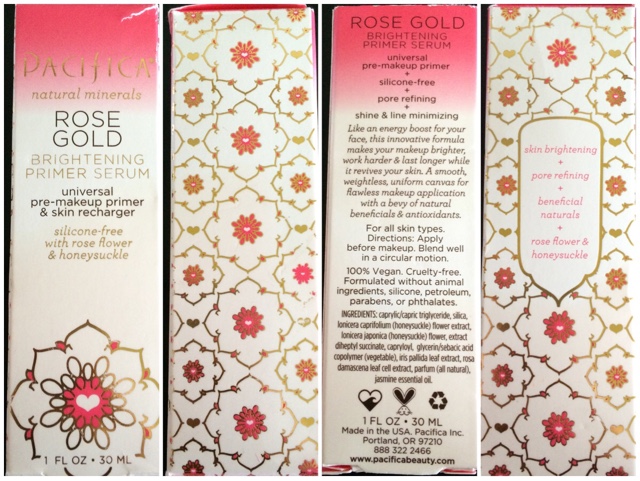 PACIFICA
natural minerals
ROSE
GOLD
BRIGHTENING
PRIMER SERUM
universal
pre-makeup primer
& skin recharger
silicone-free
with rose flower
& honeysuckle
1 FL OZ • 30 ML
ROSE GOLD
BRIGHTENING
PRIMER SERUM
universal
pre-makeup primer
+
silicone-free
+
pore refining
+
shine & line minimizing
Like an energy boost for your
face, this innovative formula
makes your makeup brighter,
work harder & last longer while
it revives your skin. A smooth,
weightless, uniform canvas for
flawless makeup application
with a bevy of natural
beneficials & antioxidants.
For all skin types.
Directions: Apply
before makeup. Blend well
in a circular motion.
100% Vegan. Cruelty-free.
Formulated without animal
ingredients, silicone, petroleum,
parabens, or phthalates.
INGREDIENTS: caprylic/capric triglyceride, silica,
lonicera caprifolium (honeysuckle) flower extract,
lonicera japonica (honeysuckle) flower, extract
diheptyl succinate, capryloyl, glycerin/sebacic acid
copolymer (vegetable), iris pallida leaf extract, rosa
damascena leaf cell extract, parfum (all natural),
jasmine essential oil.
1 FL OZ • 30 ML
Made in the USA. Pacifica Inc.
Portland, OR 97210
888 322 2466
www.pacificabeauty.com
skin brightening
+
pore refining
+
beneficial
naturals
+
rose flower &
honeysuckle